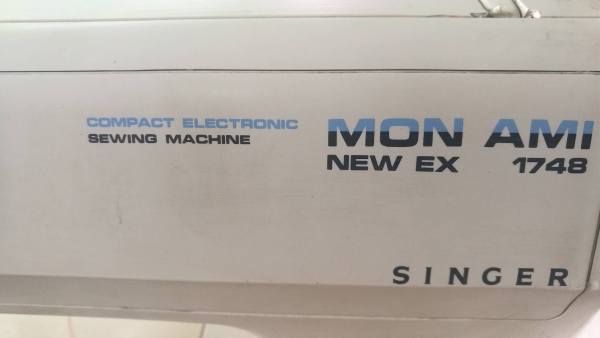 COMPACT ELECTRONIC
SEWING MACHINE
MON AMI
NEW EX 1748
SINGER